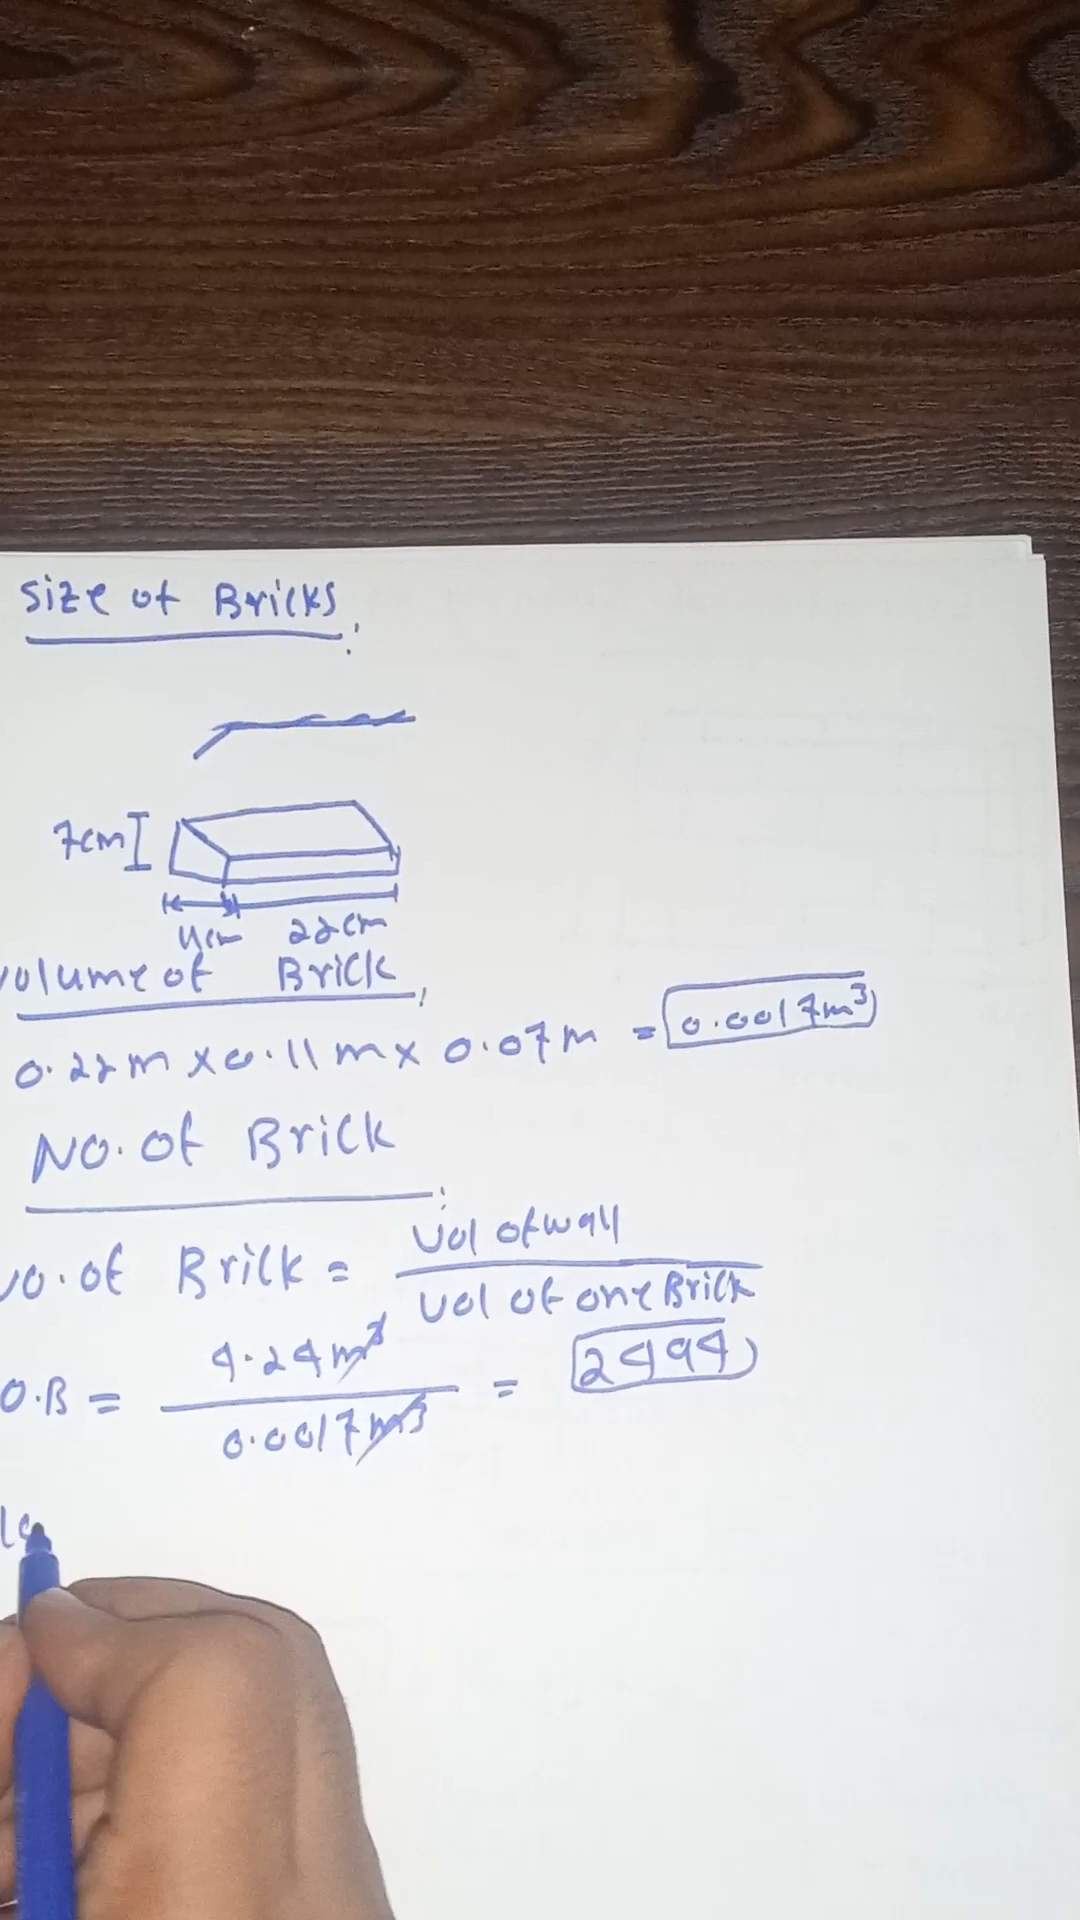 Size of Bricks:
7cm
11cm 22cm
volume of Brick,
0.22m x 0.11m x 0.07m = 0.0017m³
NO. of Brick:
NO. of Brick = Vol of wall
Vol of one Brick
O.B = 4.24m³ = 2494
0.0017m³